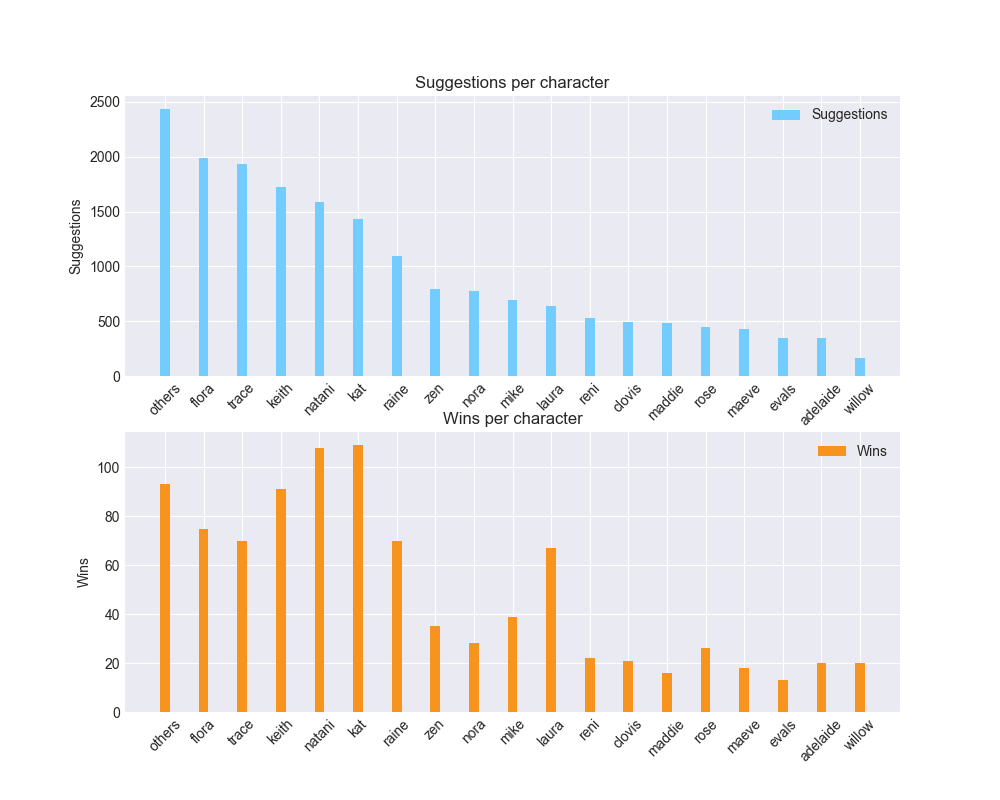 Suggestions per character
2500
2000
1500
1000
500
0
Suggestions
Suggestions
others flora trace keith natani kat raine zen nora mike laura reni clovis maddie rose maeve evals adelaide willow
Wins per character
100
80
60
40
20
0
Wins
Wins
others flora trace keith natani kat raine zen nora mike laura reni clovis maddie rose maeve evals adelaide willow